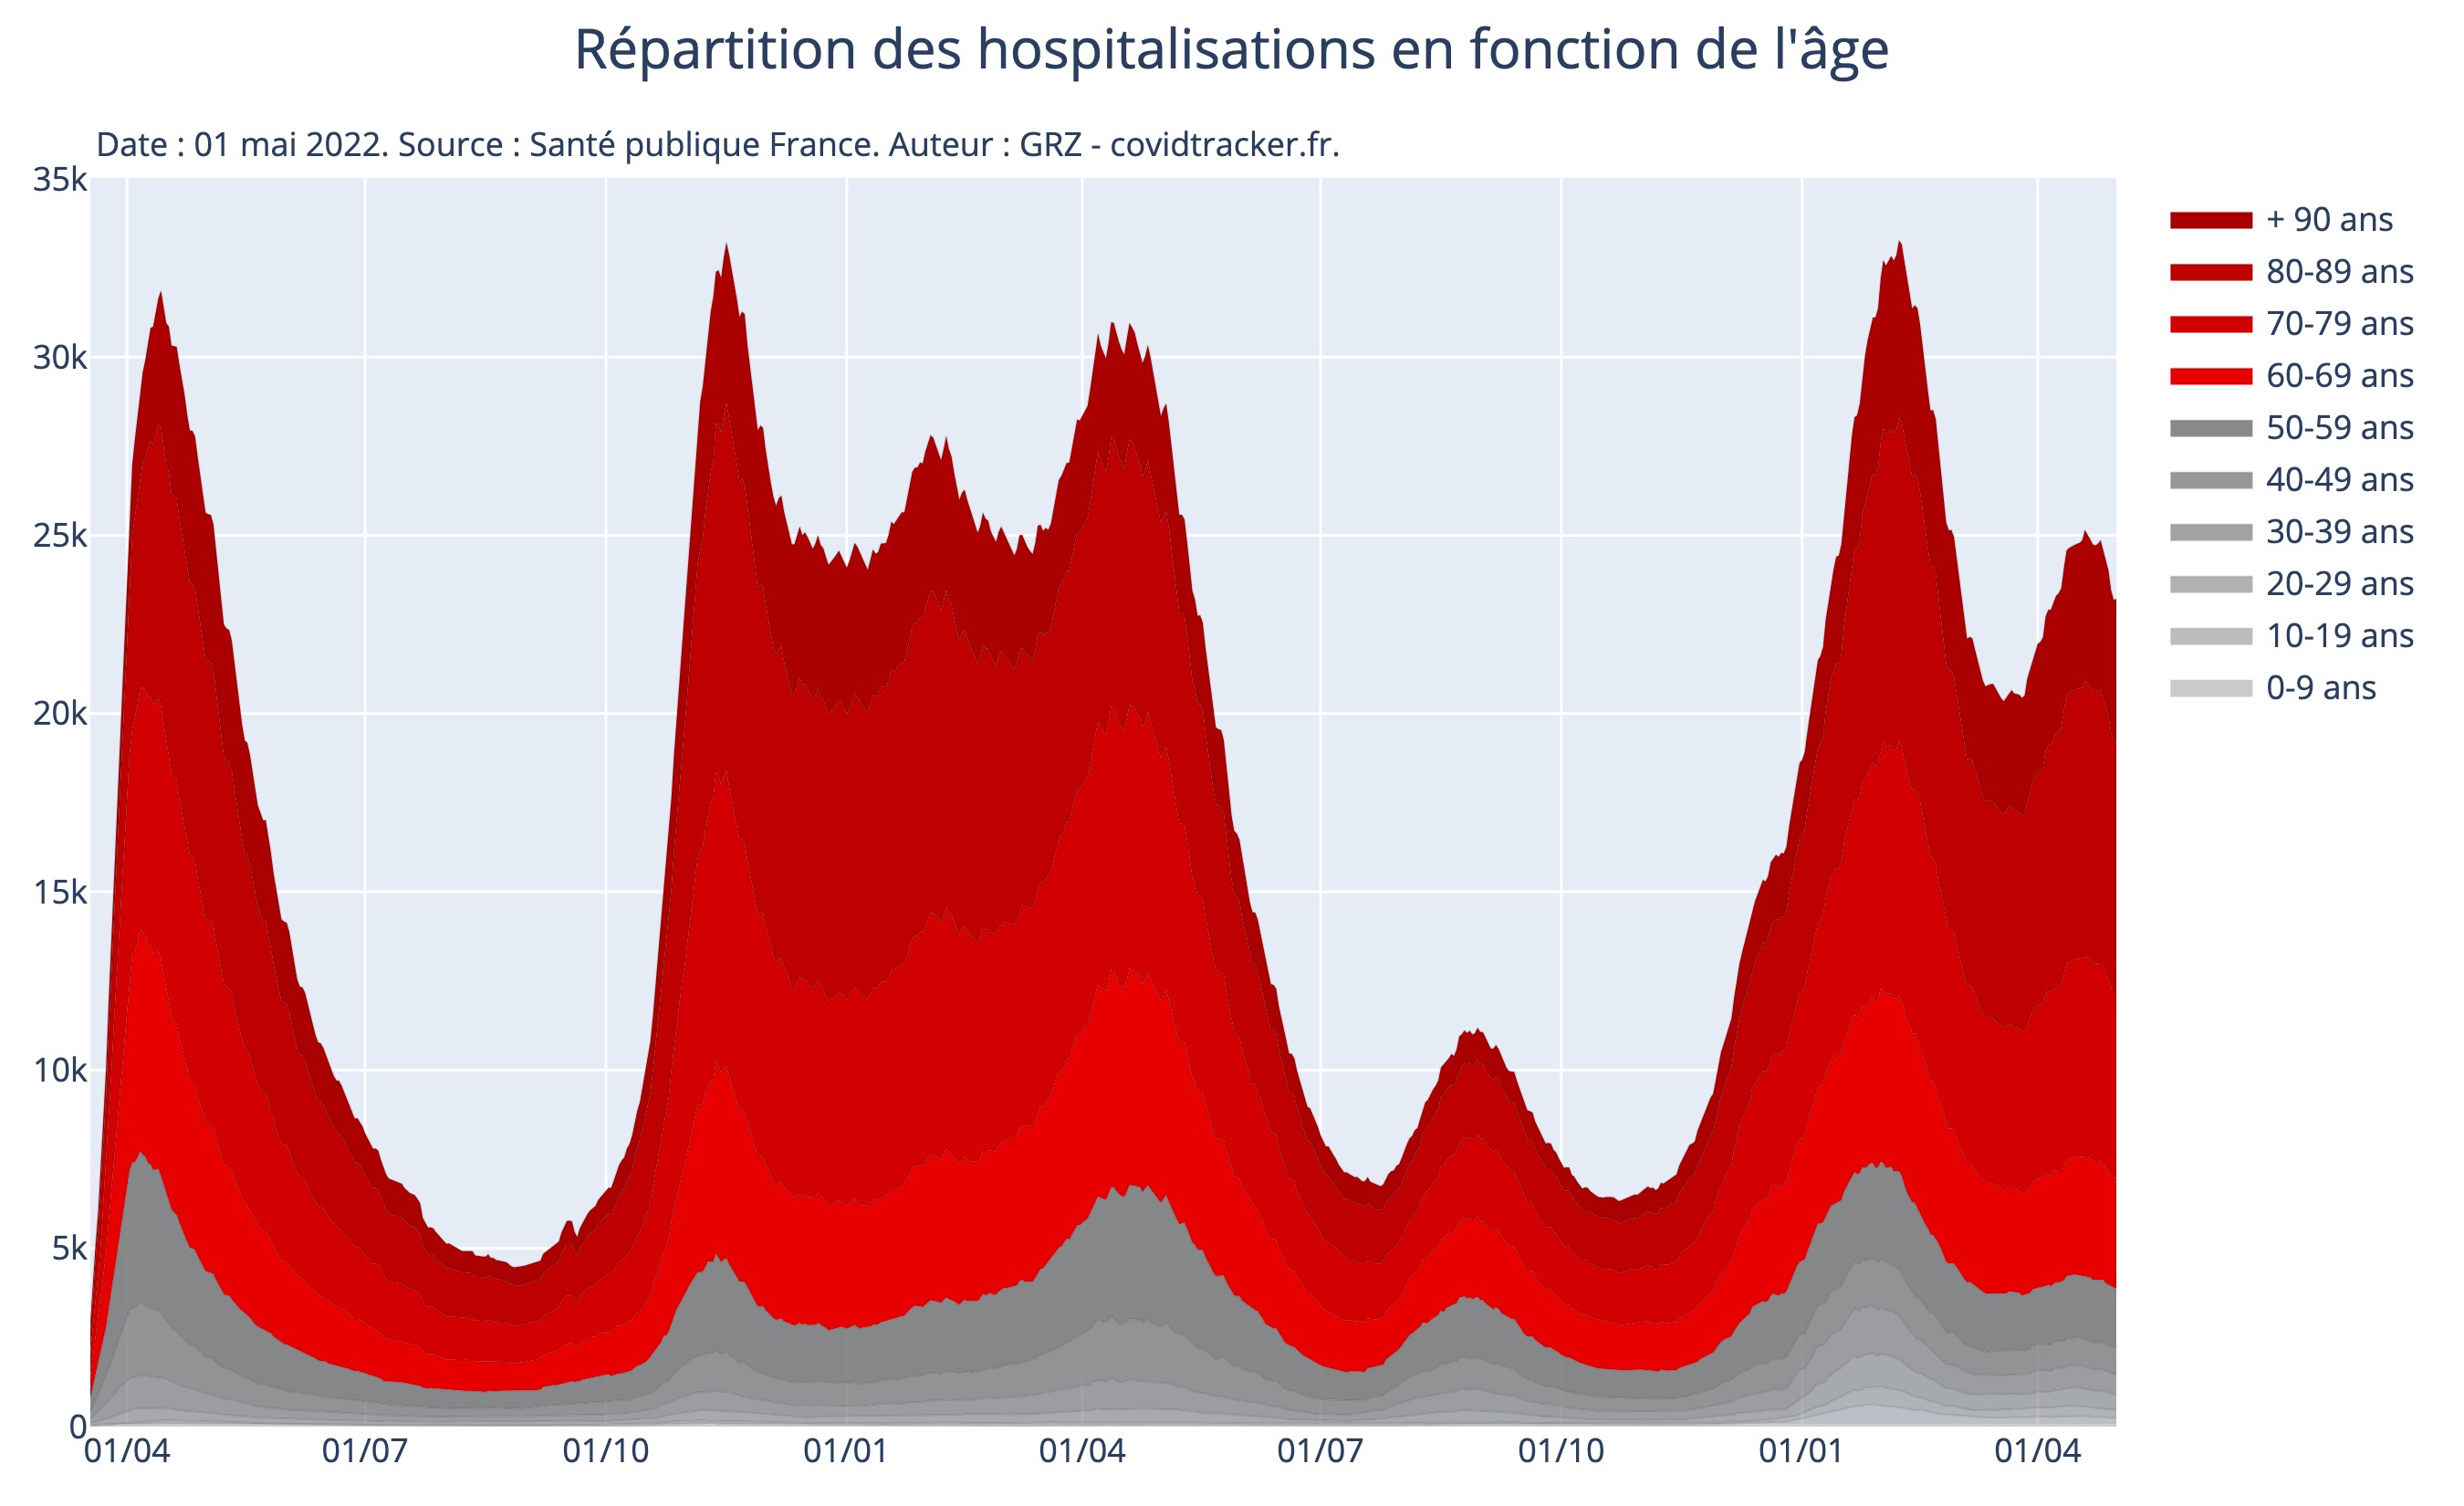 Répartition des hospitalisations en fonction de l'âge
Date : 01 mai 2022. Source : Santé publique France. Auteur : GRZ - covidtracker.fr.
35k
30k
25k
20k
15k
10k
5k
0
01/04 01/07 01/10 01/01 01/04 01/07 01/10 01/01 01/04
+ 90 ans
80-89 ans
70-79 ans
60-69 ans
50-59 ans
40-49 ans
30-39 ans
20-29 ans
10-19 ans
0-9 ans